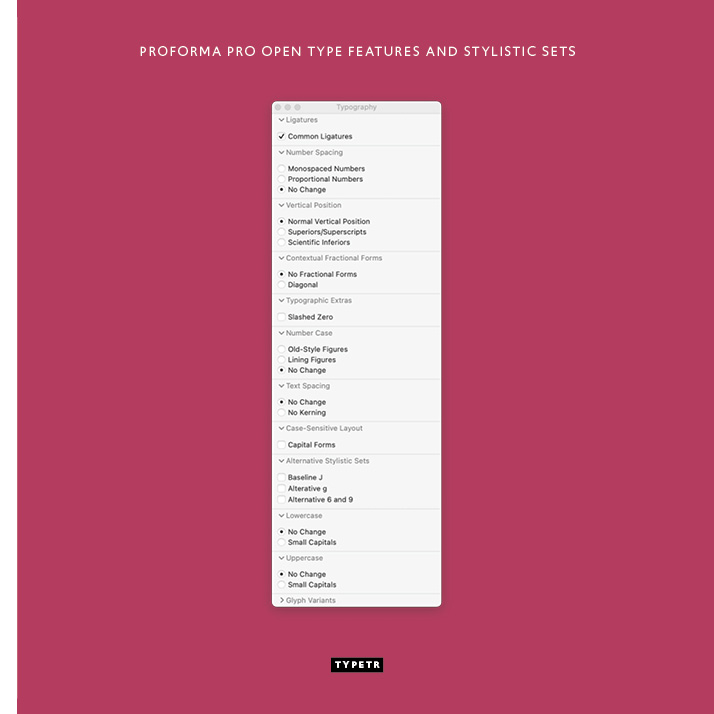 PROFORMA PRO OPEN TYPE FEATURES AND STYLISTIC SETS
Typography
Ligatures
Common Ligatures
Number Spacing
Monospaced Numbers
Proportional Numbers
No Change
Vertical Position
Normal Vertical Position
Superiors/Superscripts
Scientific Inferiors
Contextual Fractional Forms
No Fractional Forms
Diagonal
Typographic Extras
Slashed Zero
Number Case
Old-Style Figures
Lining Figures
No Change
Text Spacing
No Change
No Kerning
Case-Sensitive Layout
Capital Forms
Alternative Stylistic Sets
Baseline J
Alterative g
Alternative 6 and 9
Lowercase
No Change
Small Capitals
Uppercase
No Change
Small Capitals
Glyph Variants
TYPETR